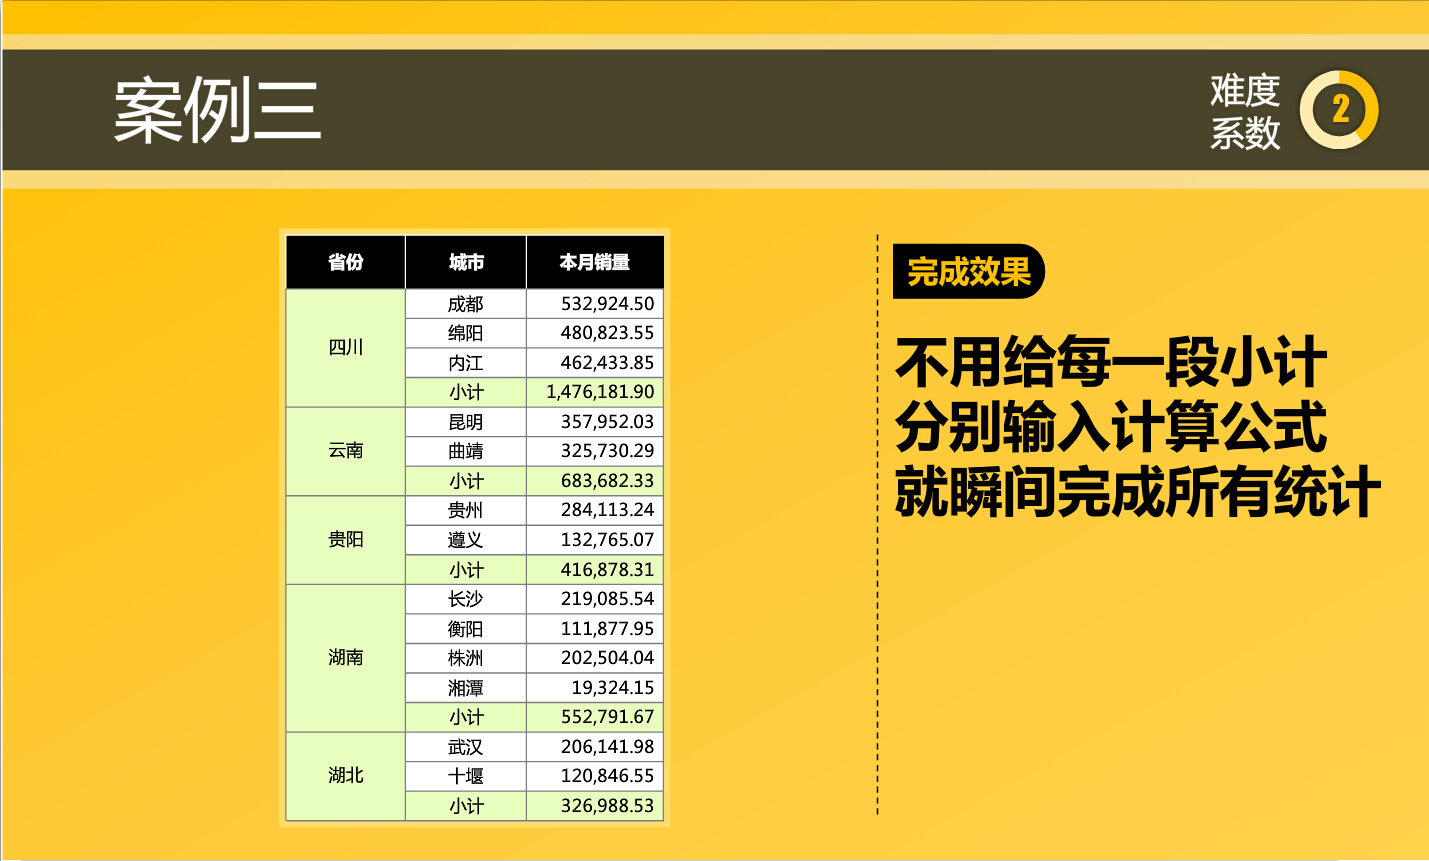 案例三
难度
系数
2
省份 城市 本月销量
四川 成都 532,924.50
绵阳 480,823.55
内江 462,433.85
小计 1,476,181.90
云南 昆明 357,952.03
曲靖 325,730.29
小计 683,682.33
贵阳 贵州 284,113.24
遵义 132,765.07
小计 416,878.31
湖南 长沙 219,085.54
衡阳 111,877.95
株洲 202,504.04
湘潭 19,324.15
小计 552,791.67
湖北 武汉 206,141.98
十堰 120,846.55
小计 326,988.53
完成效果
不用给每一段小计
分别输入计算公式
就瞬间完成所有统计